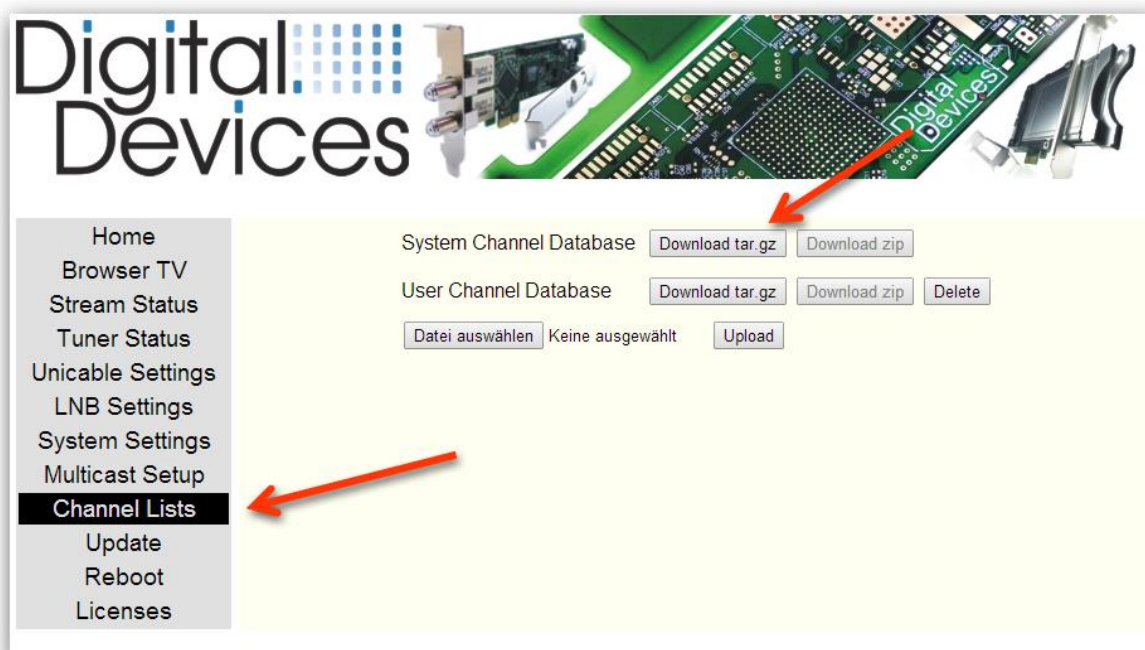 Digital
Devices
Digital
Devices
Home
Browser TV
Stream Status
Tuner Status
Unicable Settings
LNB Settings
System Settings
Multicast Setup
Channel Lists
Update
Reboot
Licenses
System Channel Database Download tar.gz Download zip
User Channel Database Download tar.gz Download zip Delete
Datei auswählen Keine ausgewählt Upload